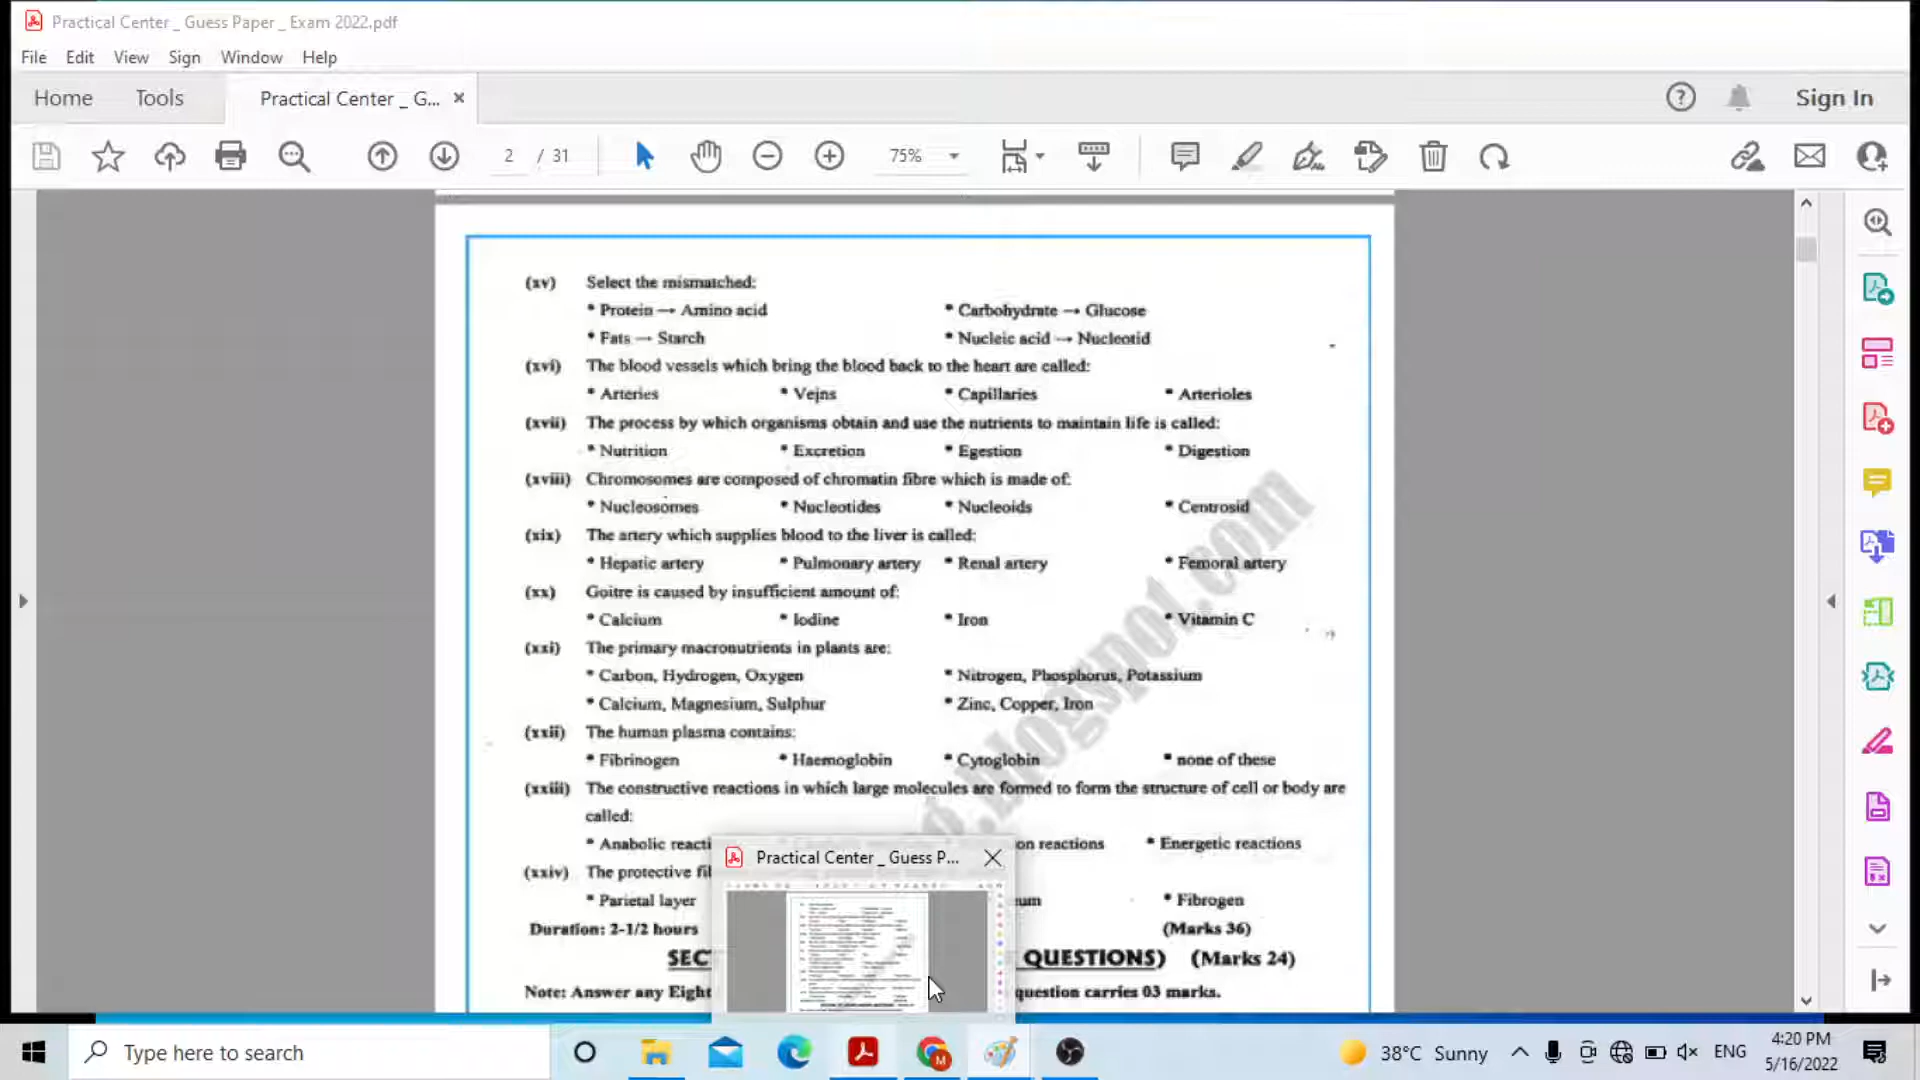 Practical Center _ Guess Paper _ Exam 2022.pdf
File Edit View Sign Window Help
Home Tools Practical Center _ G... × Sign In
2 / 31 75%
(xv) Select the mismatched:
* Protein → Amino acid * Carbohydrate → Glucose
* Fats → Starch * Nucleic acid → Nucleotid
(xvi) The blood vessels which bring the blood back to the heart are called:
* Arteries * Veins * Capillaries * Arterioles
(xvii) The process by which organisms obtain and use the nutrients to maintain life is called:
* Nutrition * Excretion * Egestion * Digestion
(xviii) Chromosomes are composed of chromatin fibre which is made of:
* Nucleosomes * Nucleotides * Nucleoids * Centrosid
(xix) The artery which supplies blood to the liver is called:
* Hepatic artery * Pulmonary artery * Renal artery * Femoral artery
(xx) Goitre is caused by insufficient amount of:
* Calcium * Iodine * Iron * Vitamin C
(xxi) The primary macronutrients in plants are:
* Carbon, Hydrogen, Oxygen * Nitrogen, Phosphorus, Potassium
* Calcium, Magnesium, Sulphur * Zinc, Copper, Iron
(xxii) The human plasma contains:
* Fibrinogen * Haemoglobin * Cytoglobin * none of these
(xxiii) The constructive reactions in which large molecules are formed to form the structure of cell or body are
called:
* Anabolic reacti on reactions * Energetic reactions
Practical Center _ Guess P...
(xxiv) The protective fil
* Parietal layer um * Fibrogen
Duration: 2-1/2 hours (Marks 36)
SEC QUESTIONS) (Marks 24)
Note: Answer any Eight question carries 03 marks.
.blogspot.com
Type here to search
38°C Sunny ENG 4:20 PM
5/16/2022